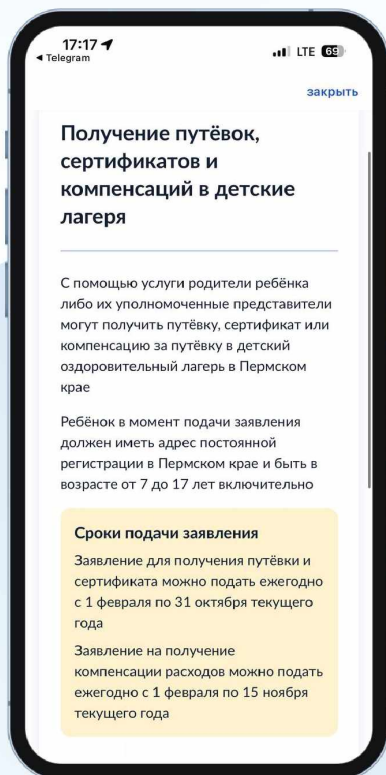 17:17
◄ Telegram
LTE 69
закрыть
Получение путёвок,
сертификатов и
компенсаций в детские
лагеря
С помощью услуги родители ребёнка
либо их уполномоченные представители
могут получить путёвку, сертификат или
компенсацию за путёвку в детский
оздоровительный лагерь в Пермском
крае
Ребёнок в момент подачи заявления
должен иметь адрес постоянной
регистрации в Пермском крае и быть в
возрасте от 7 до 17 лет включительно
Сроки подачи заявления
Заявление для получения путёвки и
сертификата можно подать ежегодно
с 1 февраля по 31 октября текущего
года
Заявление на получение
компенсации расходов можно подать
ежегодно с 1 февраля по 15 ноября
текущего года